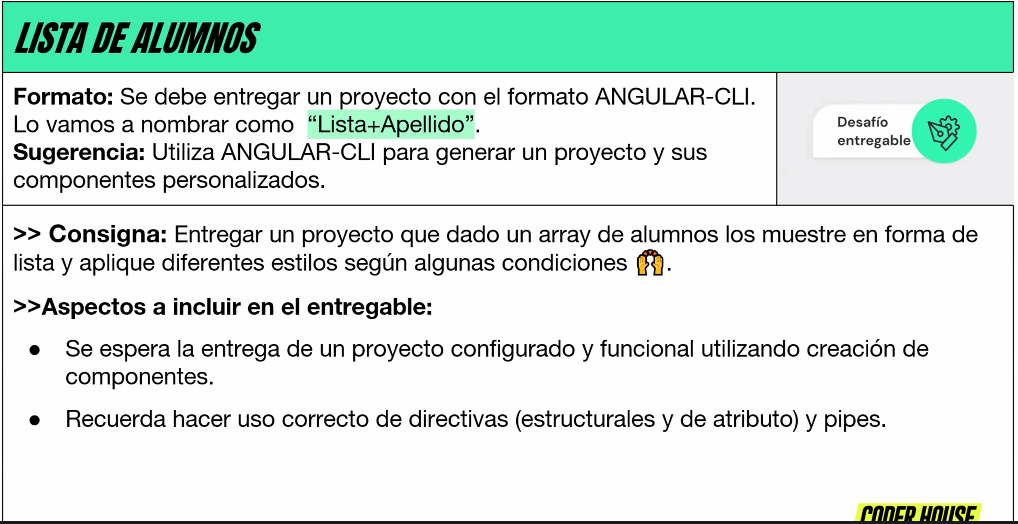 LISTA DE ALUMNOS
Formato: Se debe entregar un proyecto con el formato ANGULAR-CLI.
Lo vamos a nombrar como “Lista+Apellido”.
Sugerencia: Utiliza ANGULAR-CLI para generar un proyecto y sus
componentes personalizados.
Desafío
entregable
>> Consigna: Entregar un proyecto que dado un array de alumnos los muestre en forma de
lista y aplique diferentes estilos según algunas condiciones 🙌.
>>Aspectos a incluir en el entregable:
● Se espera la entrega de un proyecto configurado y funcional utilizando creación de
componentes.
● Recuerda hacer uso correcto de directivas (estructurales y de atributo) y pipes.
CODER HOUSE